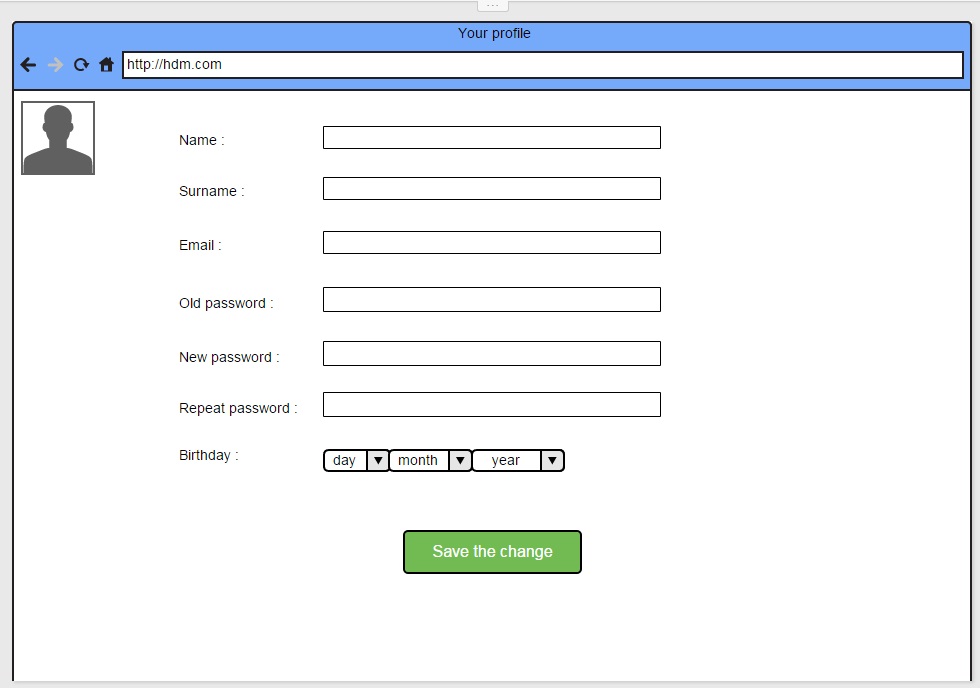 Your profile
http://hdm.com
Name :
Surname :
Email :
Old password :
New password :
Repeat password :
Birthday :
day month year
Save the change